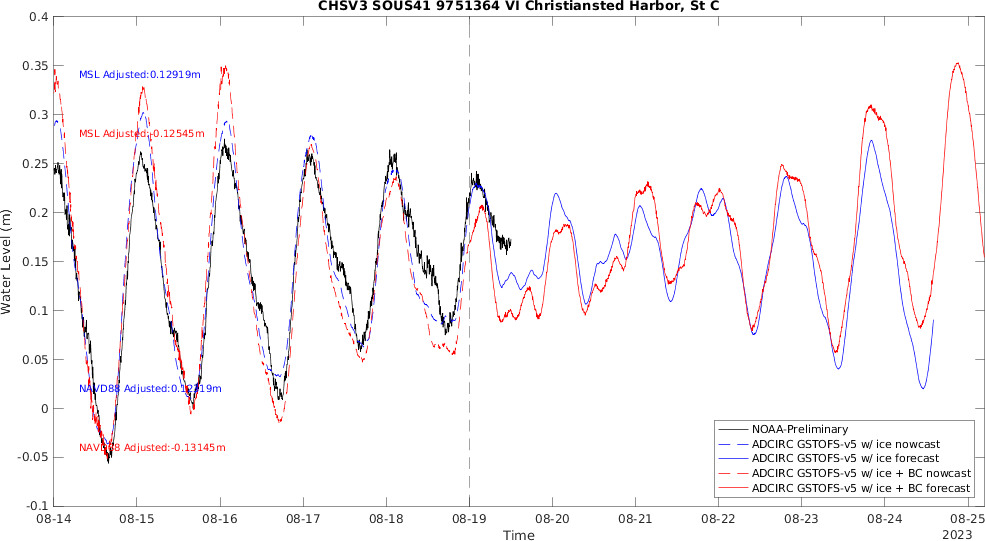 CHSV3 SOUS41 9751364 VI Christiansted Harbor, St C
0.4
0.35
0.3
0.25
0.2
0.15
0.1
0.05
0
-0.05
-0.1
Water Level (m)
MSL Adjusted:0.12919m
MSL Adjusted:-0.12545m
NAVD88 Adjusted:0.12319m
NAVD88 Adjusted:-0.13145m
NOAA-Preliminary
ADCIRC GSTOFS-v5 w/ ice nowcast
ADCIRC GSTOFS-v5 w/ ice forecast
ADCIRC GSTOFS-v5 w/ ice + BC nowcast
ADCIRC GSTOFS-v5 w/ ice + BC forecast
08-14 08-15 08-16 08-17 08-18 08-19 08-20 08-21 08-22 08-23 08-24 08-25
Time
2023